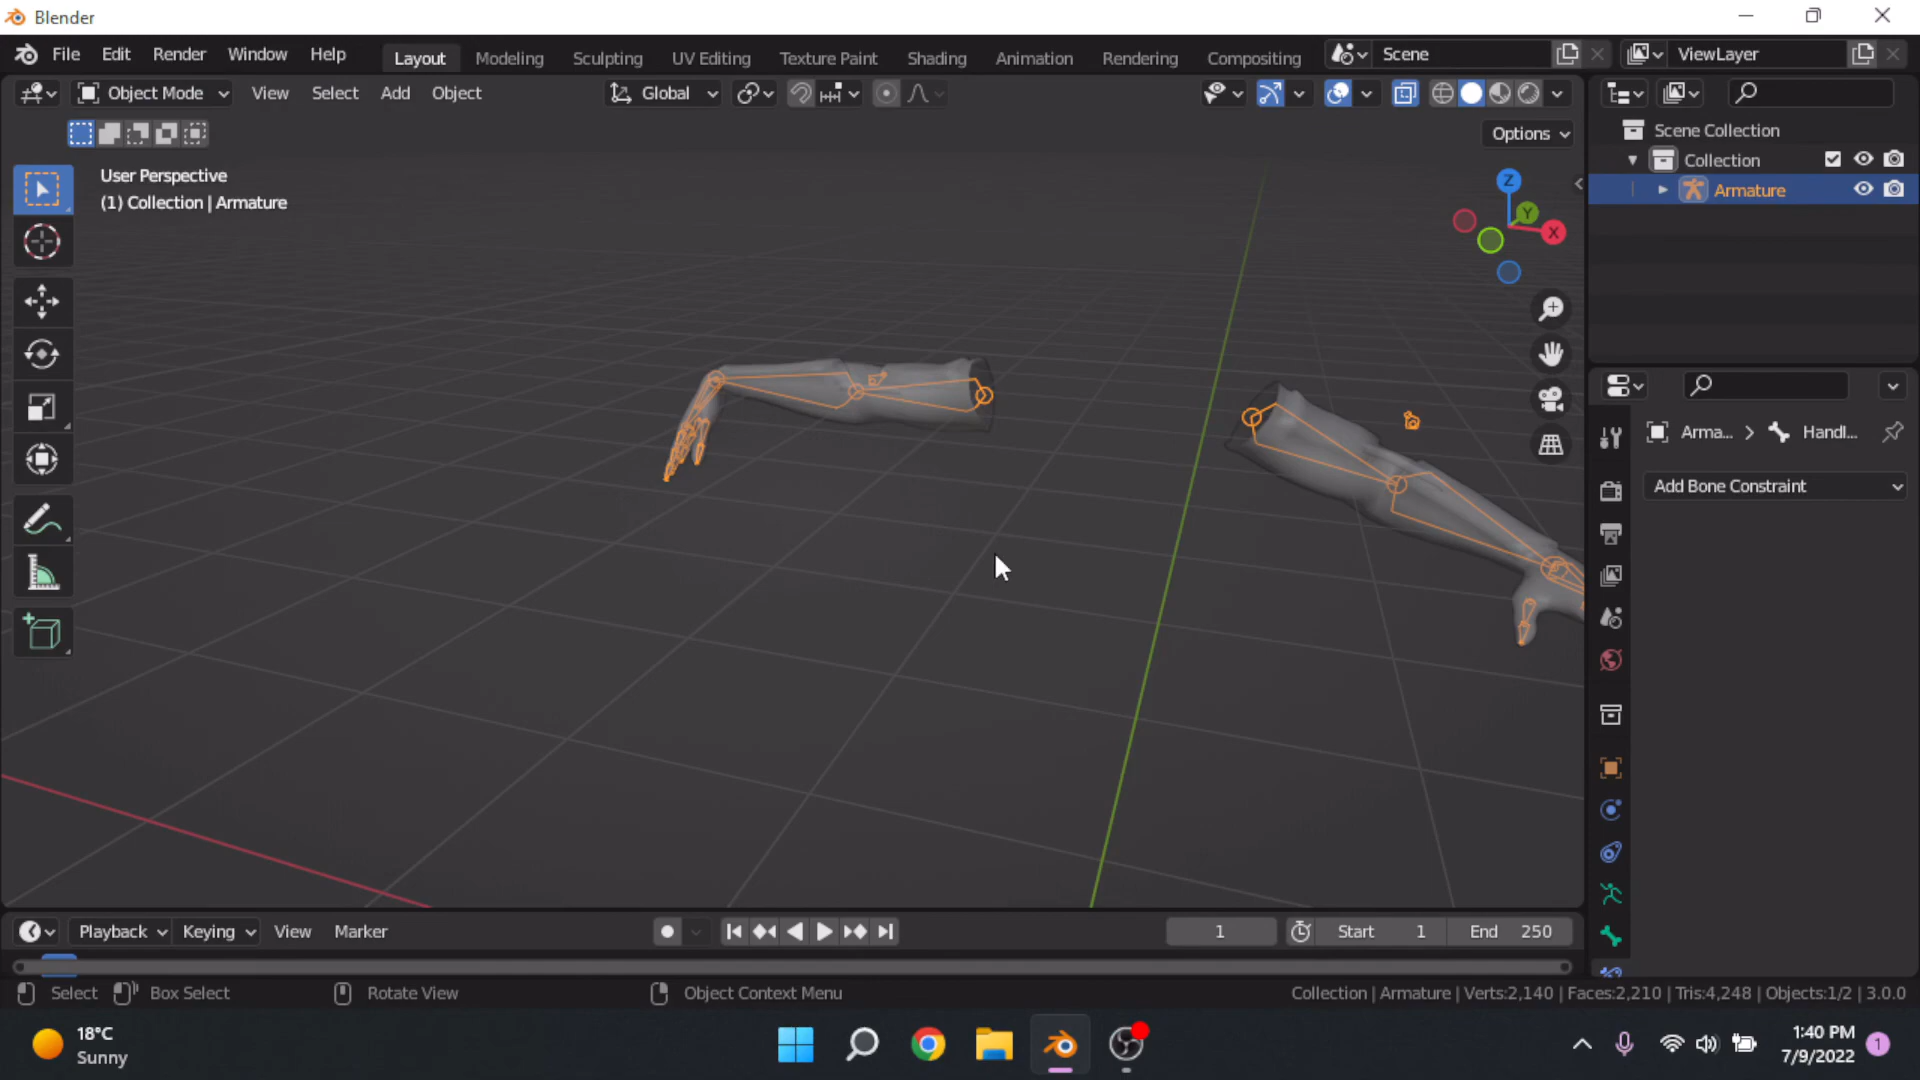 Blender
File Edit Render Window Help Layout Modeling Sculpting UV Editing Texture Paint Shading Animation Rendering Compositing Scene ViewLayer
Object Mode View Select Add Object Global
Options
User Perspective
(1) Collection | Armature
Z
Y
X
Scene Collection
Collection
Armature
Arma... Handl...
Add Bone Constraint
Playback Keying View Marker 1 Start 1 End 250
Select Box Select Rotate View Object Context Menu Collection | Armature | Verts:2,140 | Faces:2,210 | Tris:4,248 | Objects:1/2 | 3.0.0
18°C
Sunny
1:40 PM
7/9/2022
1